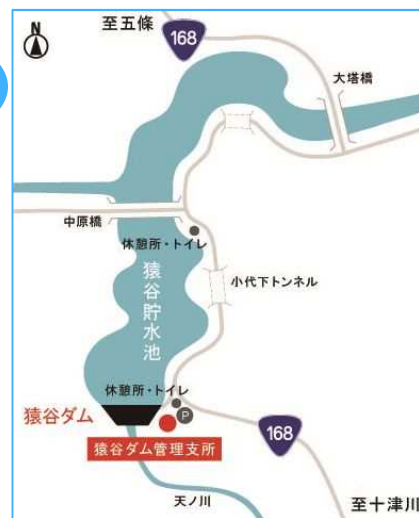 N
至五條
168
大塔橋
中原橋
休憩所・トイレ
小代下トンネル
猿谷貯水池
休憩所・トイレ
P
猿谷ダム
猿谷ダム管理支所
168
天ノ川
至十津川